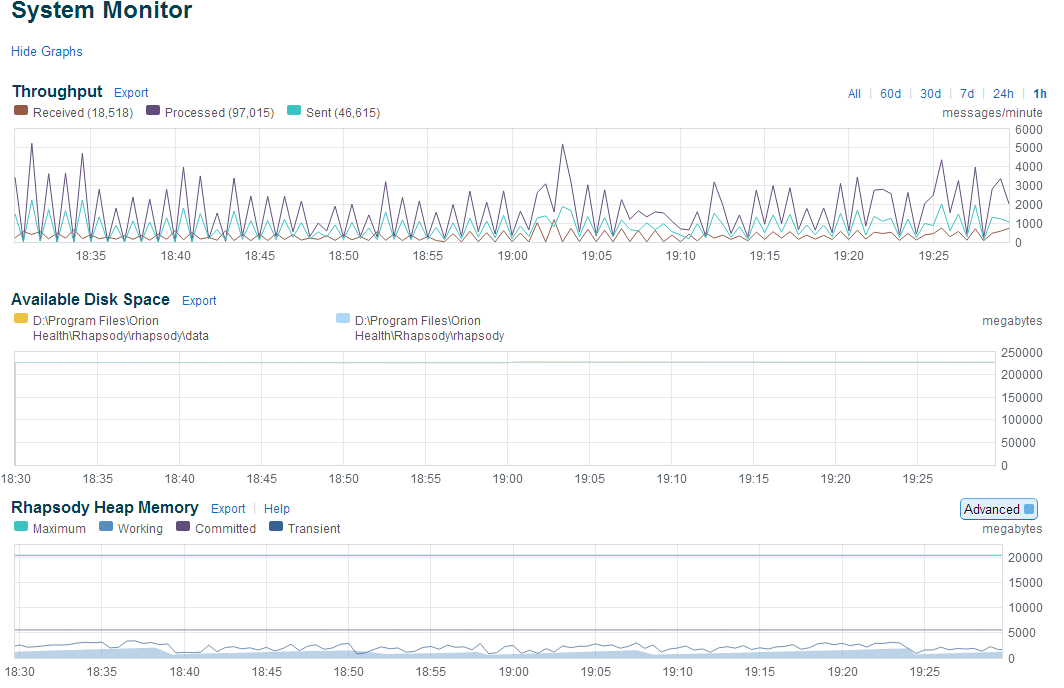 System Monitor
Hide Graphs
Throughput Export
All 60d 30d 7d 24h 1h
Received (18,518) Processed (97,015) Sent (46,615)
messages/minute
6000
5000
4000
3000
2000
1000
0
18:35 18:40 18:45 18:50 18:55 19:00 19:05 19:10 19:15 19:20 19:25
Available Disk Space Export
D:\Program Files\Orion
Health\Rhapsody\rhapsody\data
D:\Program Files\Orion
Health\Rhapsody\rhapsody
megabytes
250000
200000
150000
100000
50000
0
18:30 18:35 18:40 18:45 18:50 18:55 19:00 19:05 19:10 19:15 19:20 19:25
Rhapsody Heap Memory Export Help
Advanced
Maximum Working Committed Transient
megabytes
20000
15000
10000
5000
0
18:30 18:35 18:40 18:45 18:50 18:55 19:00 19:05 19:10 19:15 19:20 19:25